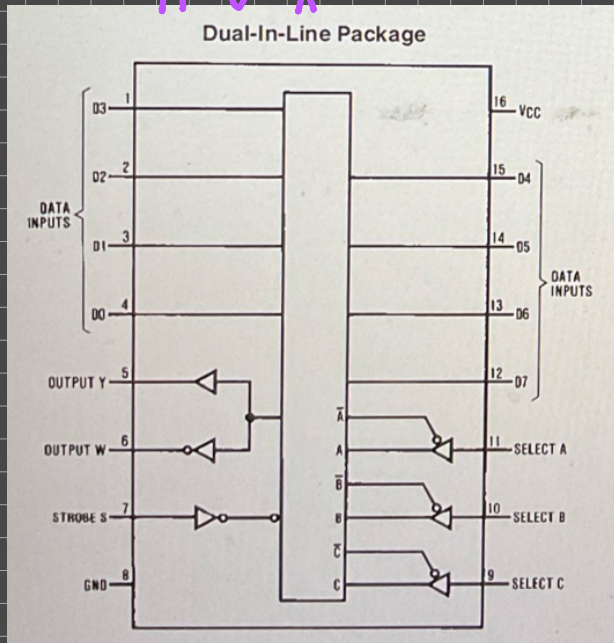 Dual-In-Line Package
D3 1
16 VCC
D2 2
15 D4
DATA
INPUTS
D1 3
14 D5
DATA
INPUTS
D0 4
13 D6
OUTPUT Y 5
12 D7
A̅
OUTPUT W 6
A
11 SELECT A
B̅
STROBE S 7
B
10 SELECT B
C̅
GND 8
C
9 SELECT C